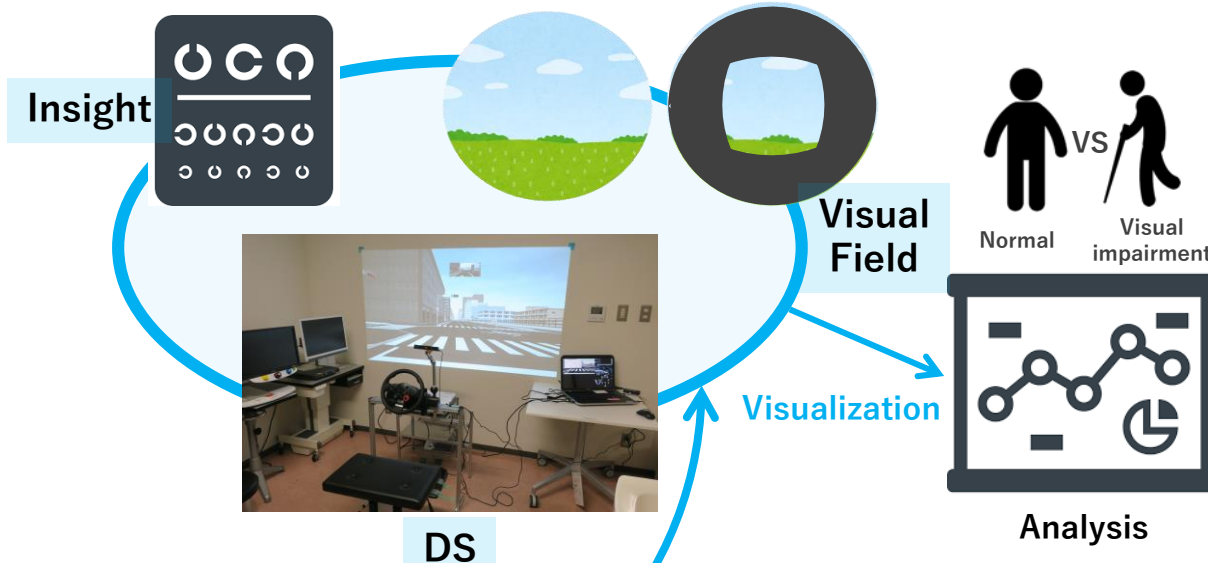 Insight
Visual
Field
VS
Normal
Visual
impairment
Visualization
DS
Analysis